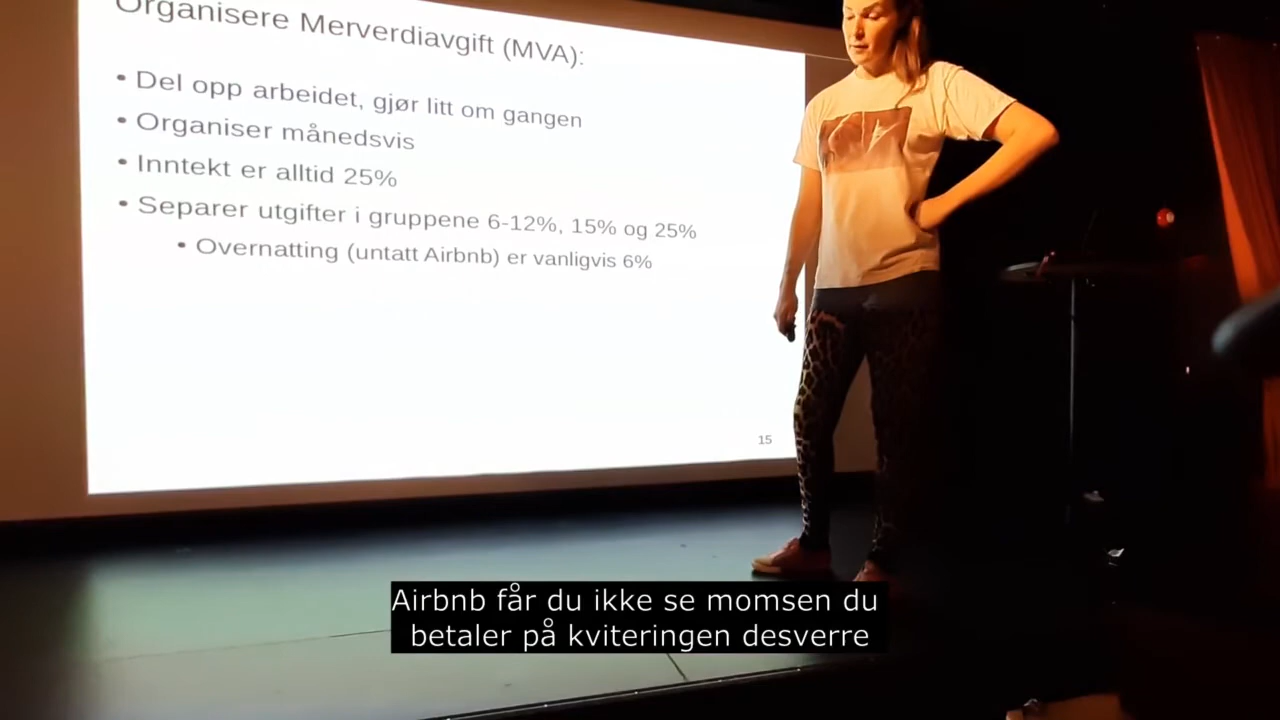 Organisere Merverdiavgift (MVA):
• Del opp arbeidet, gjør litt om gangen
• Organiser månedsvis
• Inntekt er alltid 25%
• Separer utgifter i gruppene 6-12%, 15% og 25%
• Overnatting (untatt Airbnb) er vanligvis 6%
15
Airbnb får du ikke se momsen du
betaler på kviteringen desverre